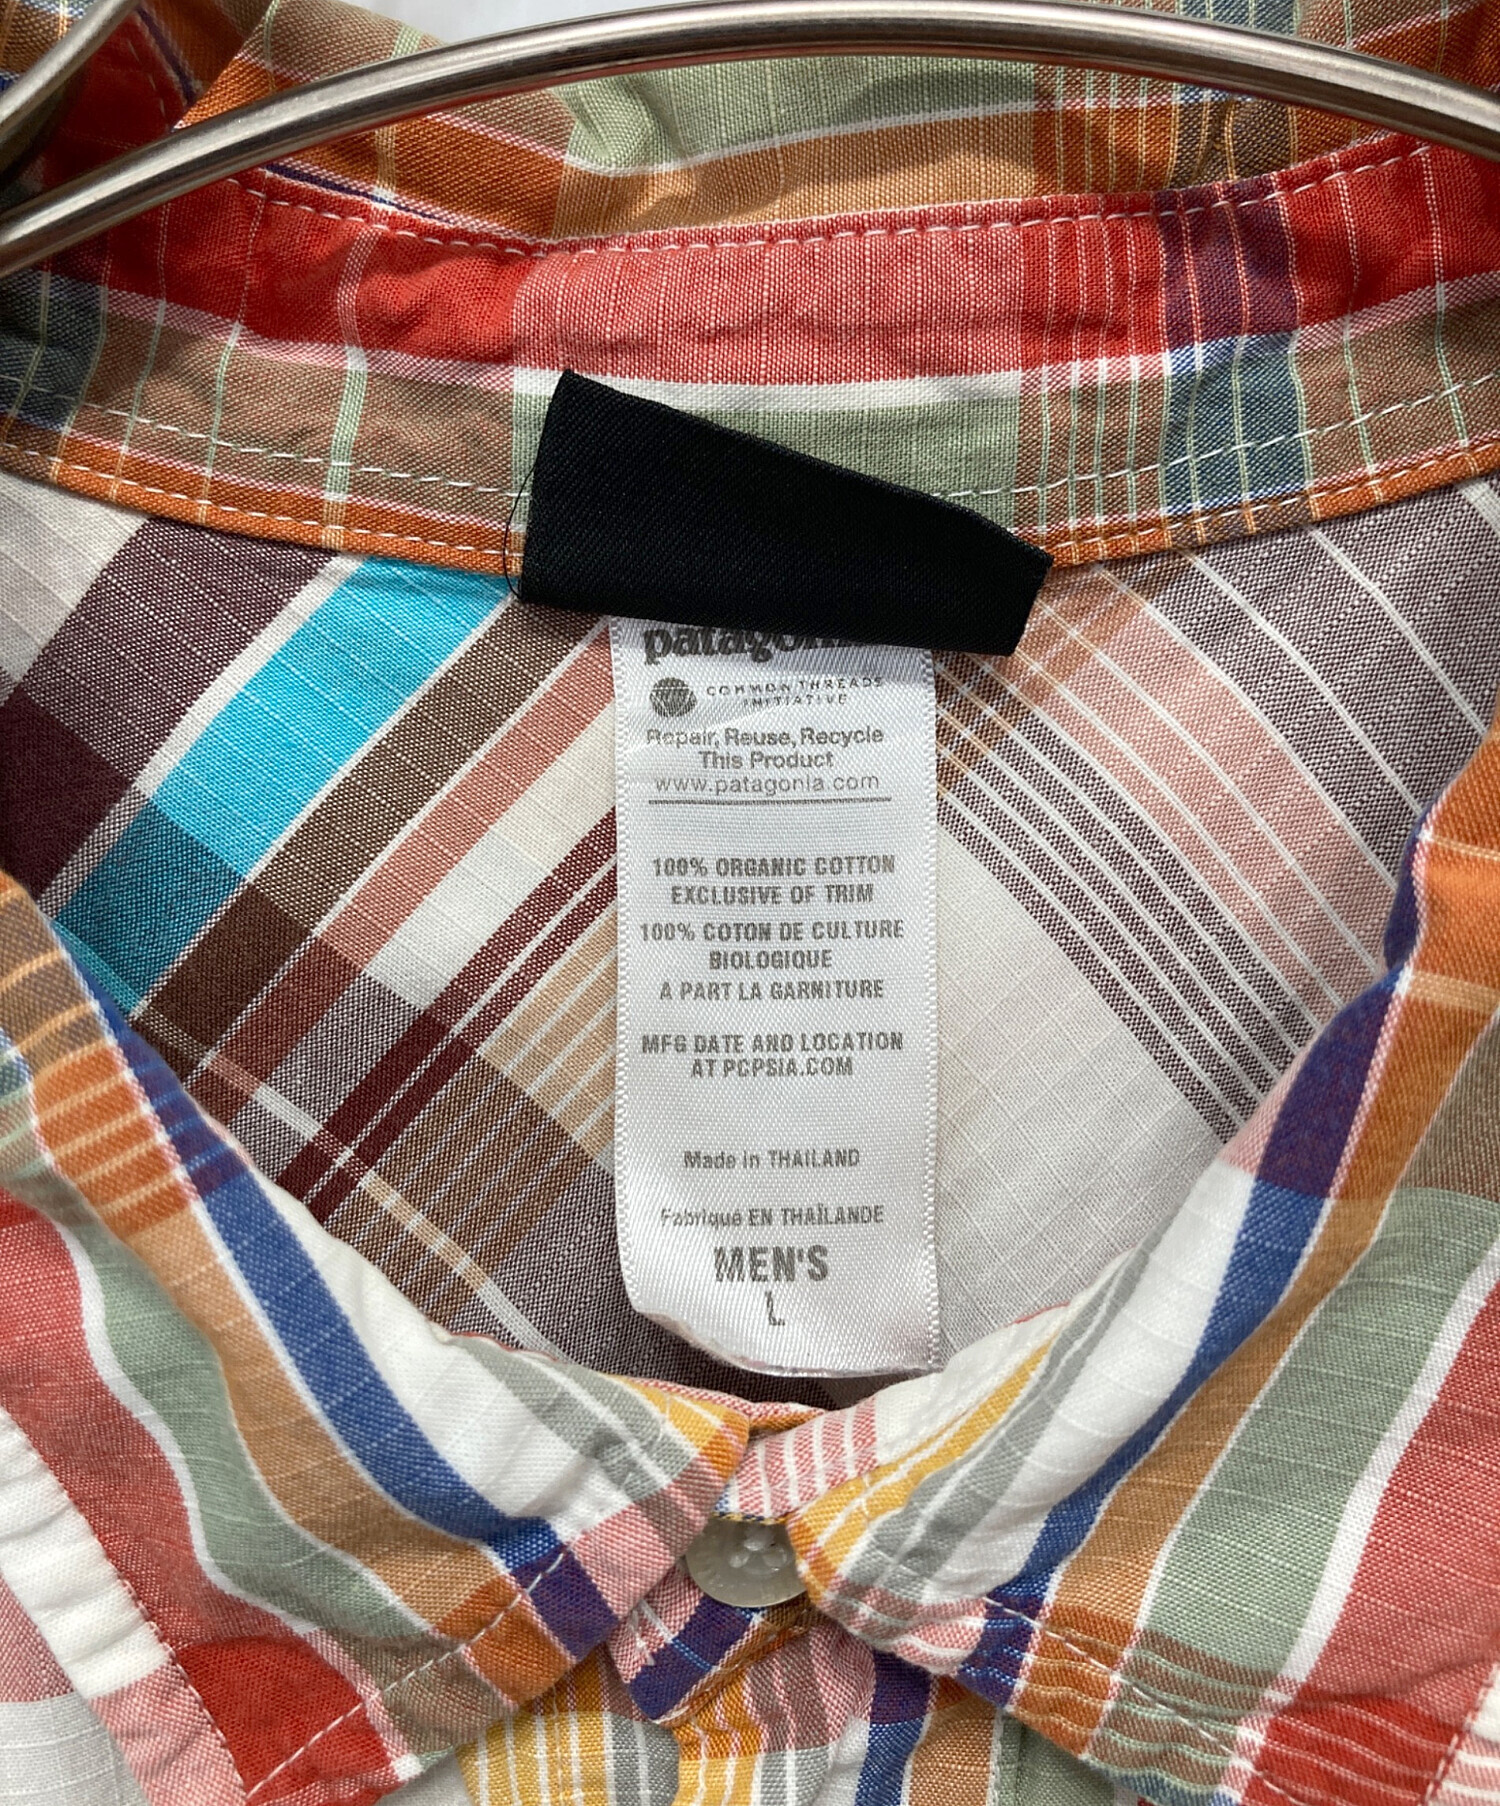 patagonia
COMMON THREADS
INITIATIVE
Repair, Reuse, Recycle
This Product
www.patagonia.com
100% ORGANIC COTTON
EXCLUSIVE OF TRIM
100% COTON DE CULTURE
BIOLOGIQUE
A PART LA GARNITURE
MFG DATE AND LOCATION
AT PCPSIA.COM
Made in THAILAND
Fabriqué EN THAÏLANDE
MEN'S
L